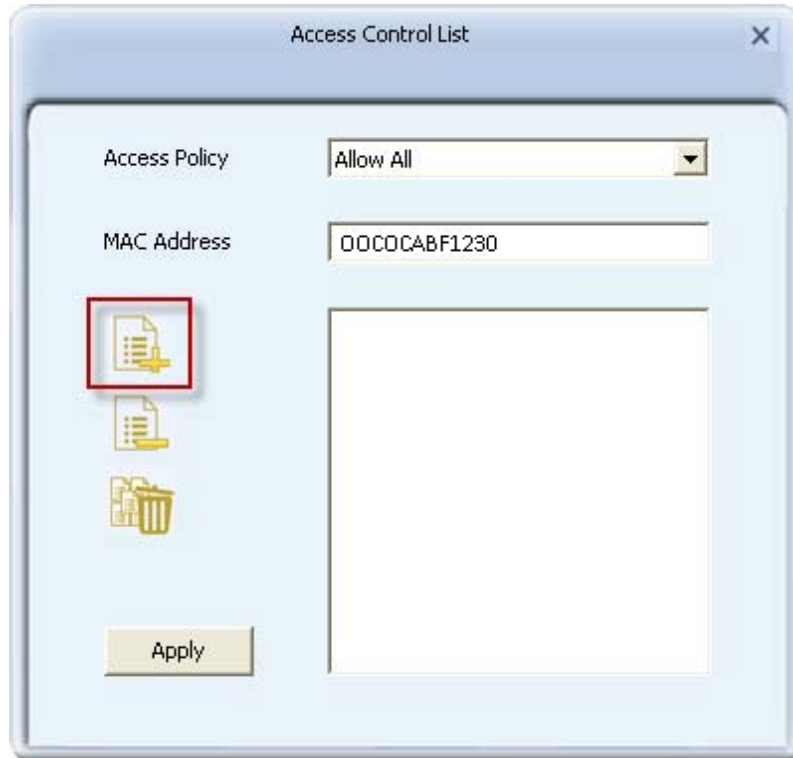 Access Control List
Access Policy
Allow All
MAC Address
OOCOCABF1230
Apply